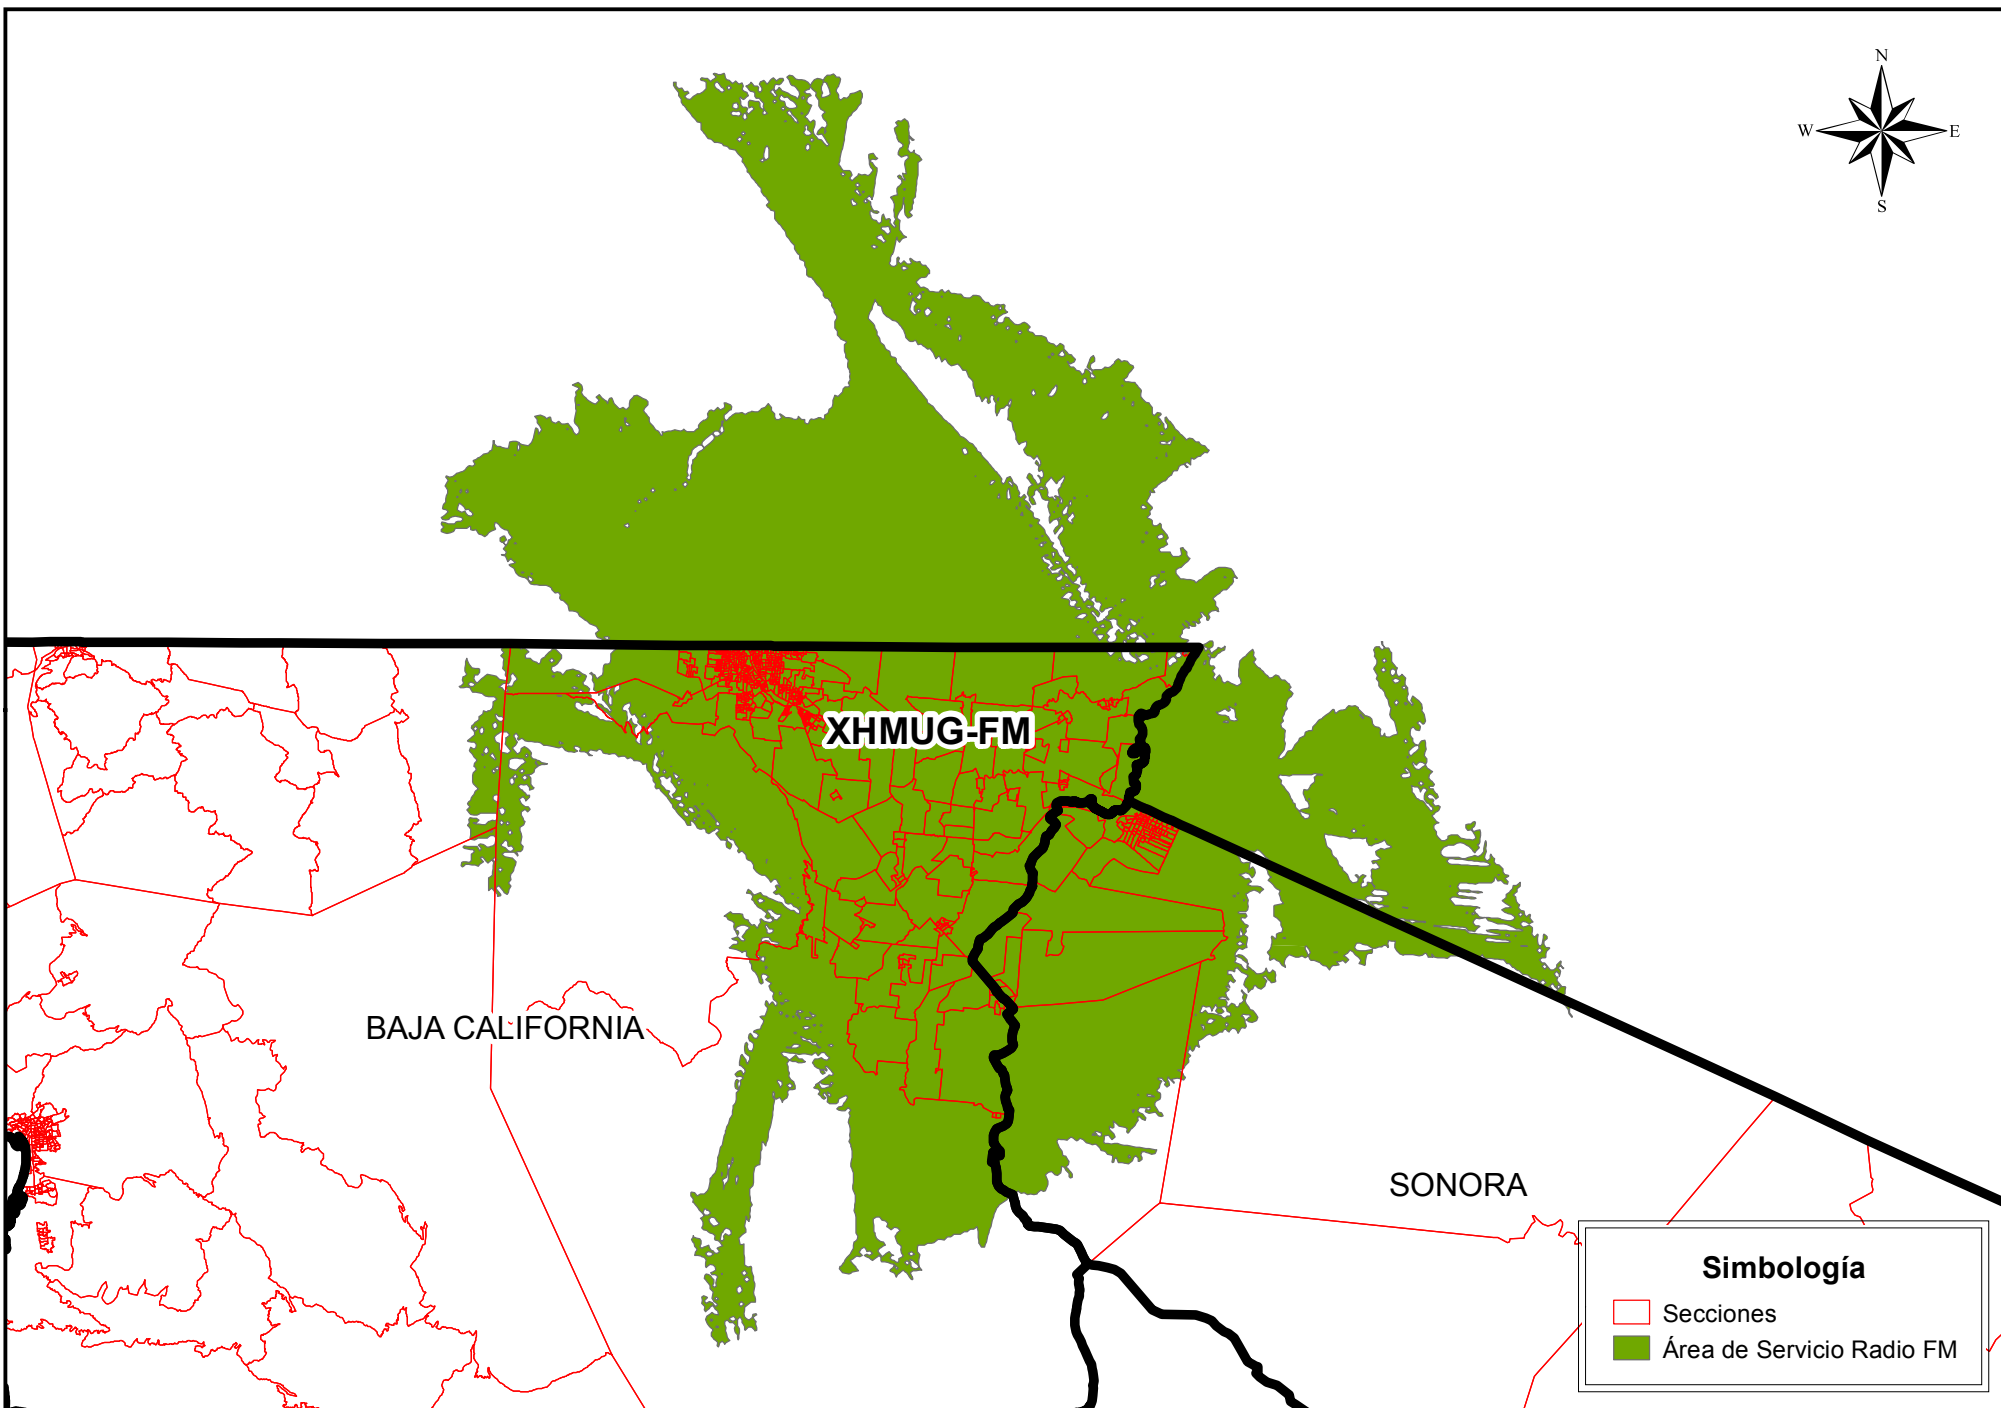 N
W E
S
XHMUG-FM
BAJA CALIFORNIA
SONORA
Simbología
Secciones
Área de Servicio Radio FM